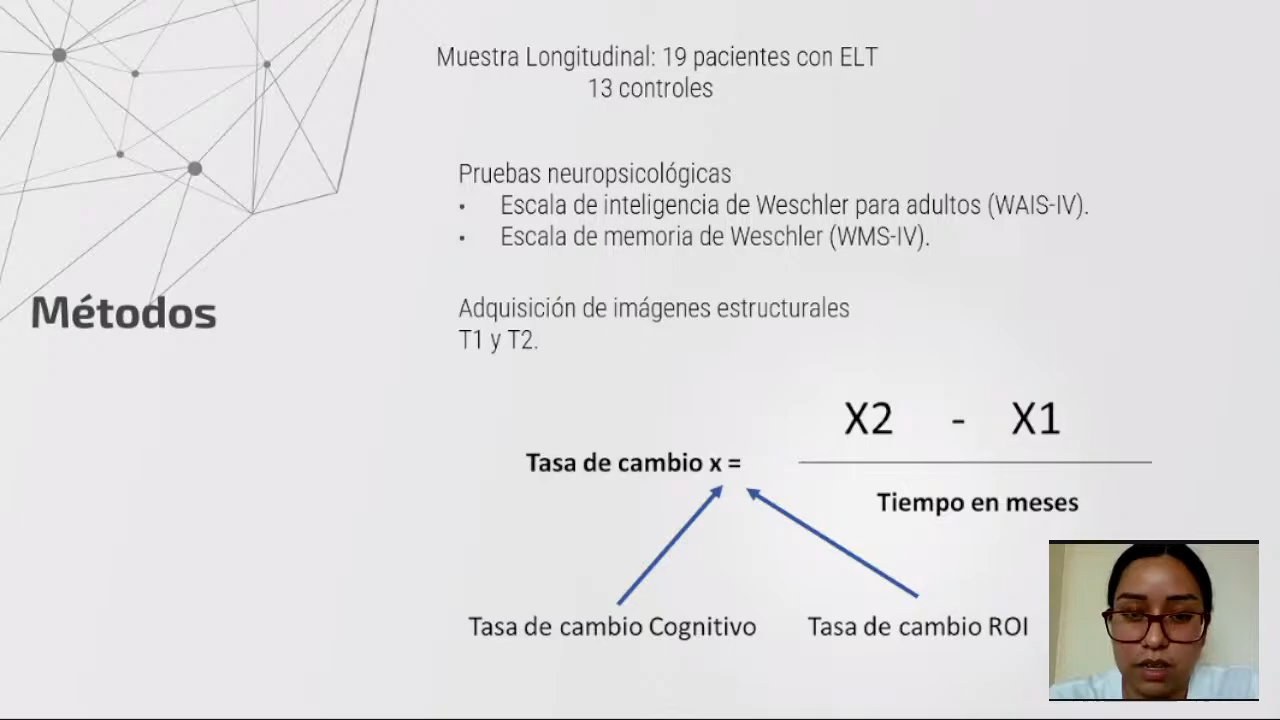 Muestra Longitudinal: 19 pacientes con ELT
13 controles
Pruebas neuropsicológicas
• Escala de inteligencia de Weschler para adultos (WAIS-IV).
• Escala de memoria de Weschler (WMS-IV).
Métodos
Adquisición de imágenes estructurales
T1 y T2.
X2 - X1
Tasa de cambio x =
Tiempo en meses
Tasa de cambio Cognitivo
Tasa de cambio ROI